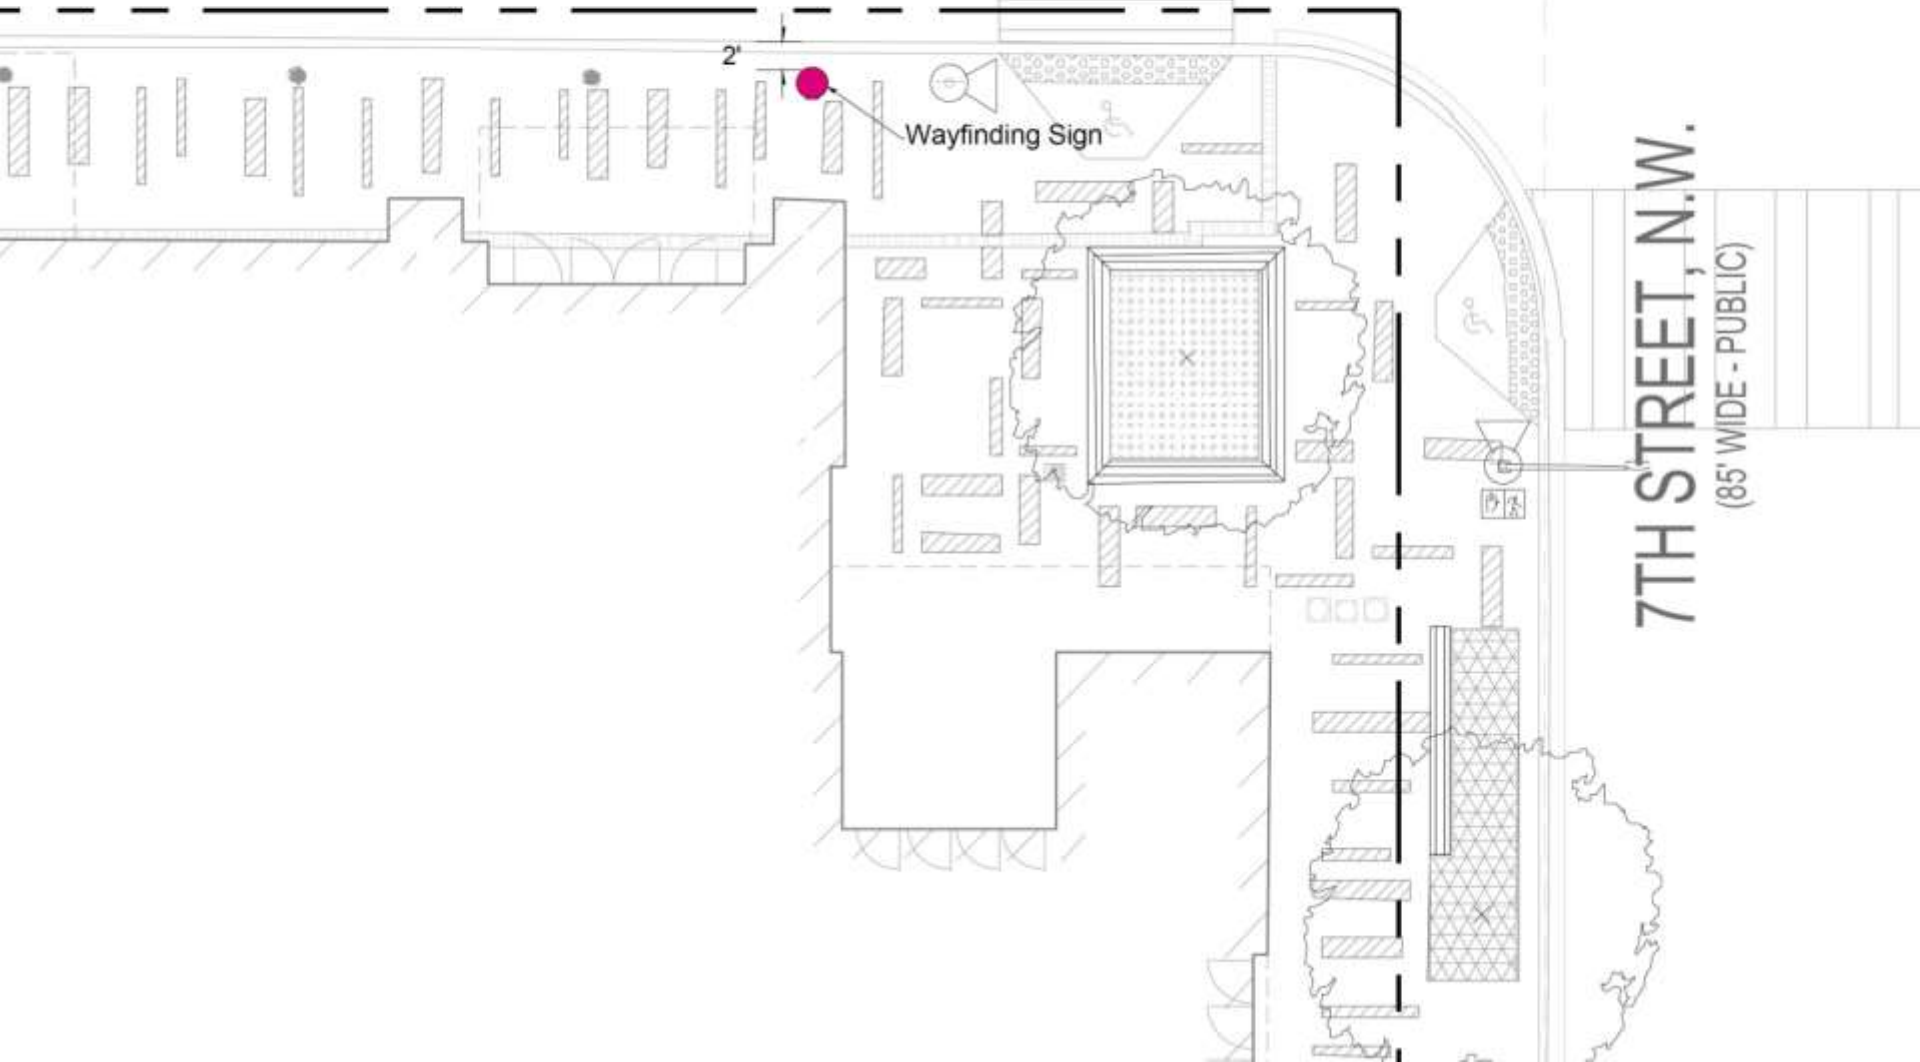 2'
Wayfinding Sign
7TH STREET, N.W.
(85' WIDE - PUBLIC)